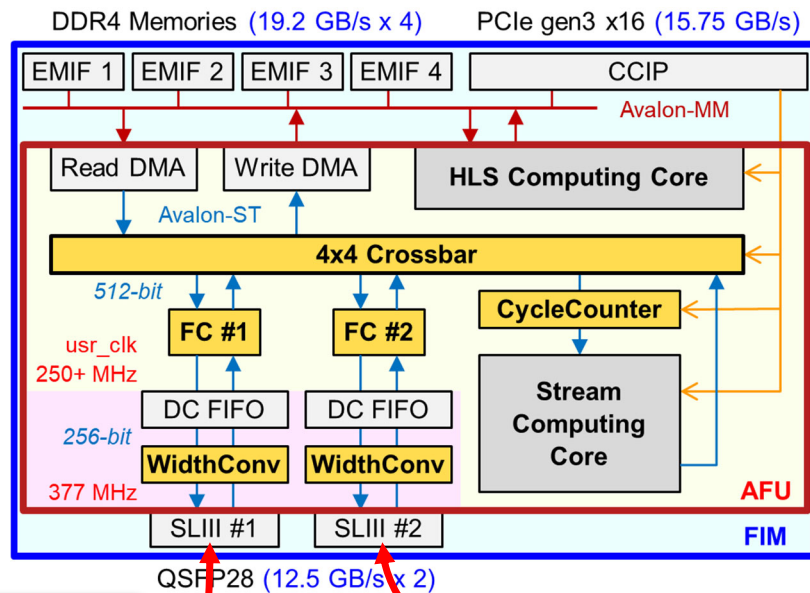 DDR4 Memories (19.2 GB/s x 4)
PCIe gen3 x16 (15.75 GB/s)
EMIF 1
EMIF 2
EMIF 3
EMIF 4
CCIP
Avalon-MM
Read DMA
Write DMA
HLS Computing Core
Avalon-ST
4x4 Crossbar
512-bit
FC #1
FC #2
CycleCounter
usr_clk
250+ MHz
DC FIFO
DC FIFO
Stream
Computing
Core
256-bit
WidthConv
WidthConv
377 MHz
AFU
SLIII #1
SLIII #2
FIM
QSFP28 (12.5 GB/s x 2)